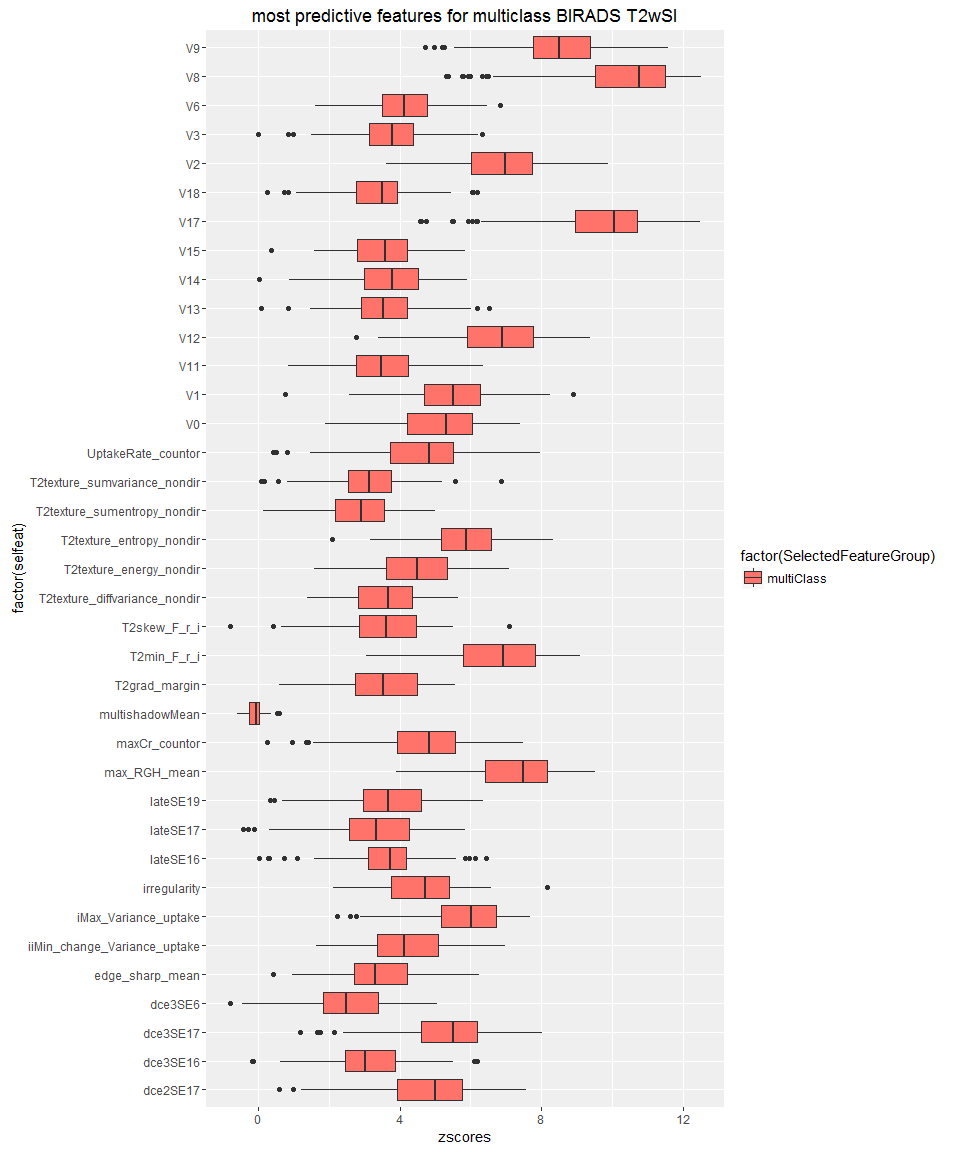 most predictive features for multiclass BIRADS T2wSI
V9
V8
V6
V3
V2
V18
V17
V15
V14
V13
V12
V11
V1
V0
UptakeRate_countor
T2texture_sumvariance_nondir
T2texture_sumentropy_nondir
T2texture_entropy_nondir
T2texture_energy_nondir
T2texture_diffvariance_nondir
T2skew_F_r_i
T2min_F_r_i
T2grad_margin
multishadowMean
maxCr_countor
max_RGH_mean
lateSE19
lateSE17
lateSE16
irregularity
iMax_Variance_uptake
iiMin_change_Variance_uptake
edge_sharp_mean
dce3SE6
dce3SE17
dce3SE16
dce2SE17
factor(selfeat)
0 4 8 12
zscores
factor(SelectedFeatureGroup)
multiClass